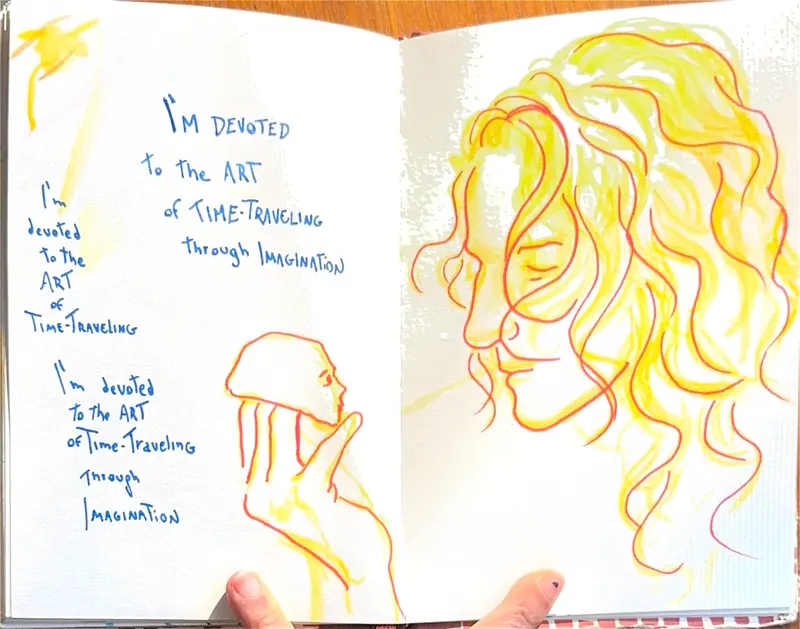 I'M DEVOTED
to the ART
of TIME-TRAVELING
through IMAGINATION
I'm
devoted
to the
ART
of
TIME-TRAVELING
I'm devoted
to the ART
of Time-Traveling
through
IMAGINATION